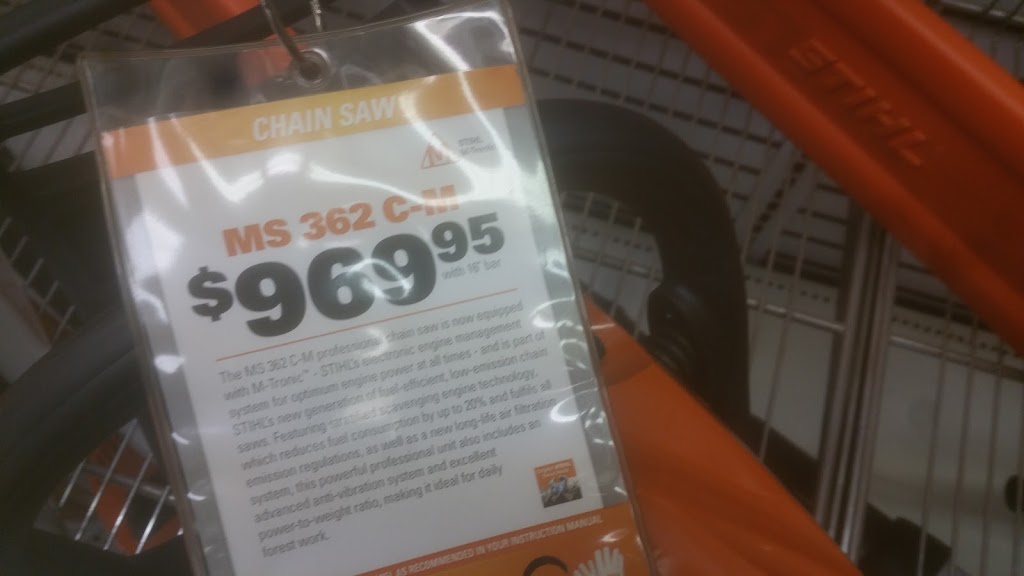 STIHL
CHAIN SAW
STIHL
MS 362 C-M
$969.95
with 16" bar
The MS 362 C-M professional chain saw is now equipped
with M-Tronic™ - STIHL's electronic engine management
system for optimum engine power at all times - and is part of
STIHL's new generation of fuel-efficient, low-emission chain
saws. Featuring stratified scavenging engine technology,
which reduces fuel consumption by up to 20% and fulfills all
emission regulations, as well as a new long-life air filtration
system, this powerful professional unit also includes an
advanced anti-vibration system and excellent
power-to-weight ratio, making it ideal for daily
forest work.
AS RECOMMENDED IN YOUR INSTRUCTION MANUAL